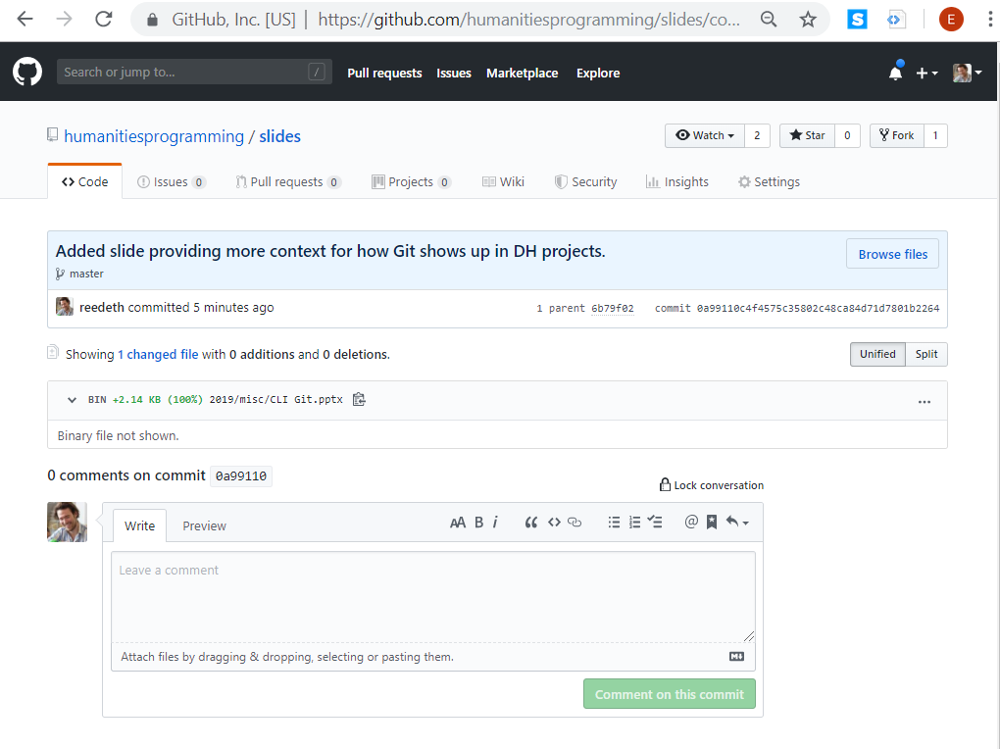 GitHub, Inc. [US] | https://github.com/humanitiesprogramming/slides/co...
S
E
Search or jump to... /
Pull requests Issues Marketplace Explore
humanitiesprogramming / slides
Watch 2 Star 0 Fork 1
Code Issues 0 Pull requests 0 Projects 0 Wiki Security Insights Settings
Added slide providing more context for how Git shows up in DH projects.
Browse files
master
reedeth committed 5 minutes ago 1 parent 6b79f02 commit 0a99110c4f4575c35802c48ca84d71d7801b2264
Showing 1 changed file with 0 additions and 0 deletions.
Unified Split
BIN +2.14 KB (100%) 2019/misc/CLI Git.pptx
Binary file not shown.
0 comments on commit 0a99110
Lock conversation
Write Preview
AA B i
Leave a comment
Attach files by dragging & dropping, selecting or pasting them.
Comment on this commit